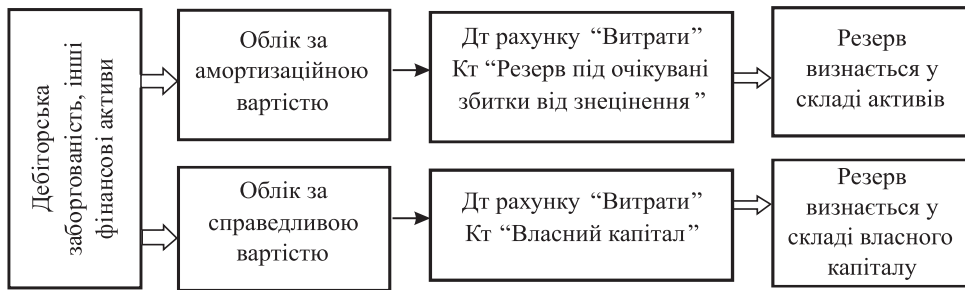 Дебіторська
заборгованість, інші
фінансові активи
Облік за
амортизаційною
вартістю
Дт рахунку “Витрати”
Кт “Резерв під очікувані
збитки від знецінення”
Резерв
визнається у
складі активів
Облік за
справедливою
вартістю
Дт рахунку “Витрати”
Кт “Власний капітал”
Резерв
визнається у
складі власного
капіталу